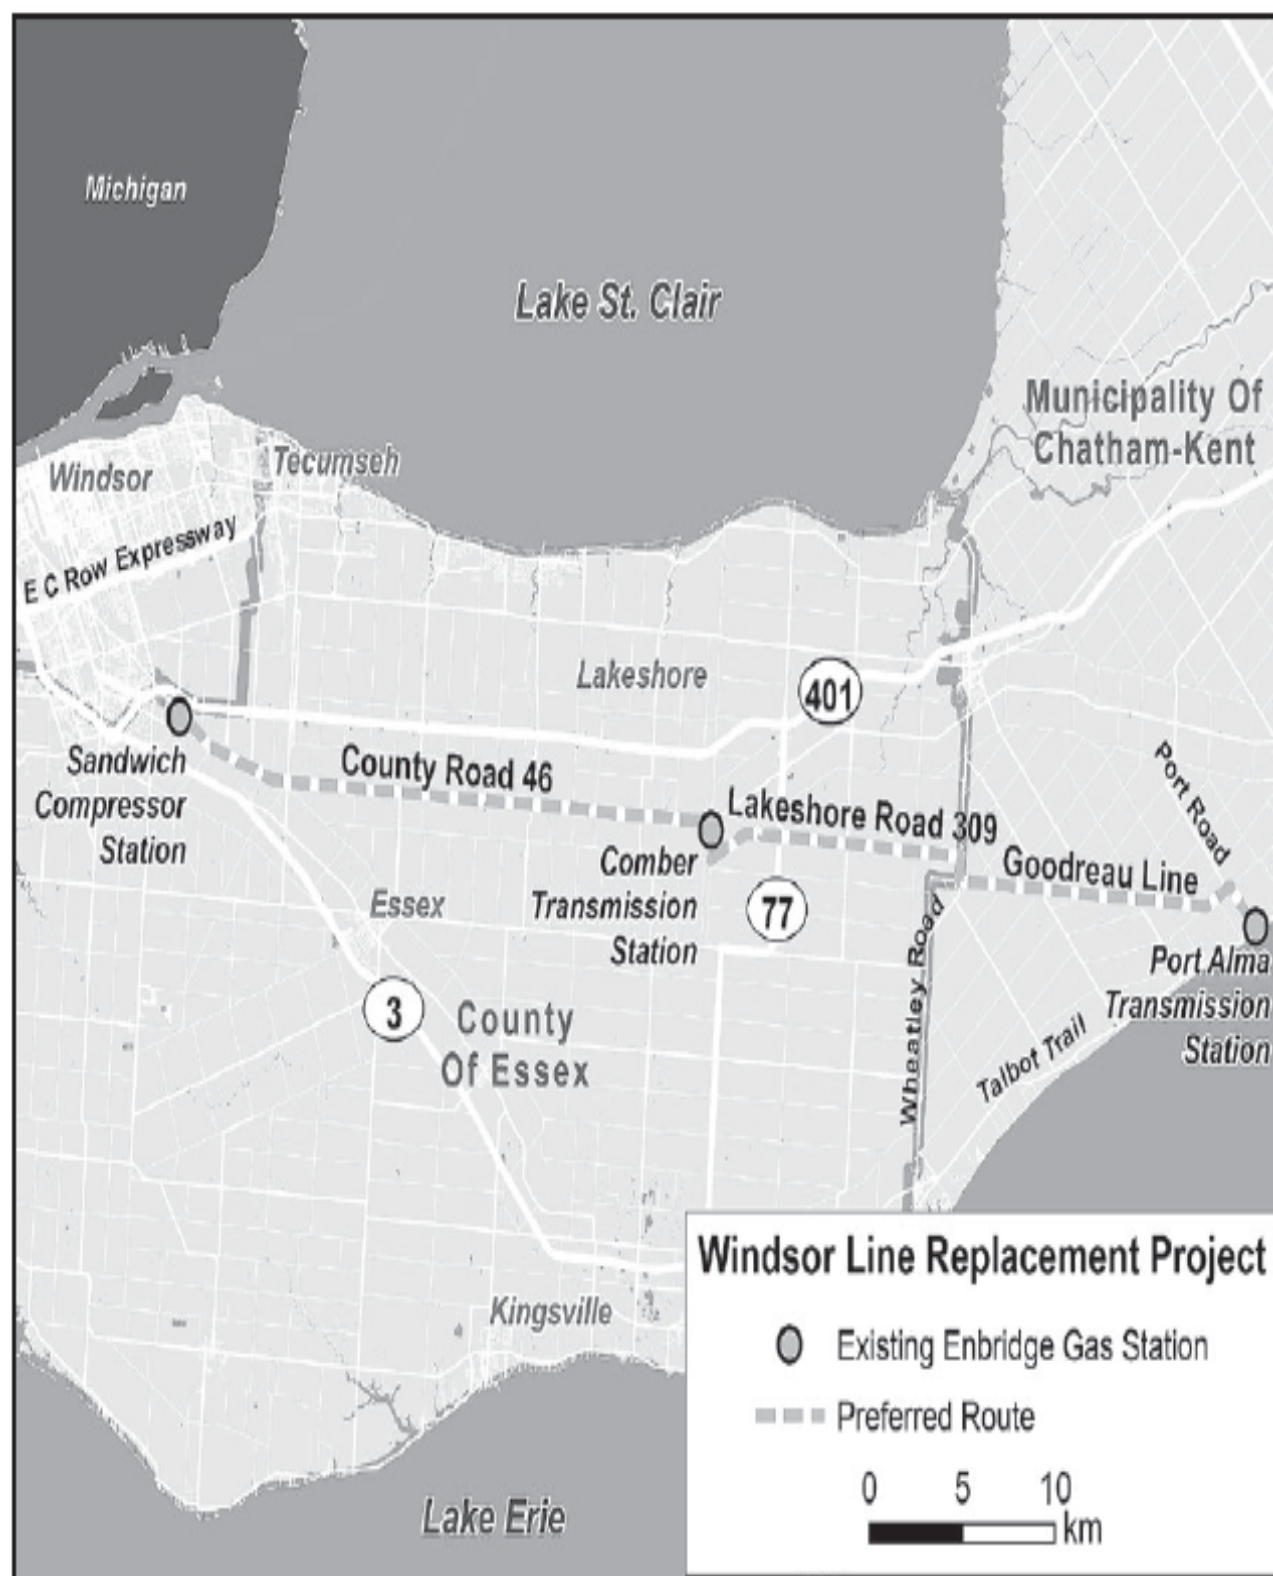 Michigan
Lake St. Clair
Municipality Of
Chatham-Kent
Windsor
Tecumseh
E C Row Expressway
Lakeshore
401
Sandwich
Compressor
Station
County Road 46
Lakeshore Road 309
Port Road
Comber
Transmission
Station
Goodreau Line
77
Essex
Wheatley Road
Port Alma
Transmission
Station
3
County
Of Essex
Talbot Trail
Kingsville
Lake Erie
Windsor Line Replacement Project
Existing Enbridge Gas Station
Preferred Route
0 5 10
km